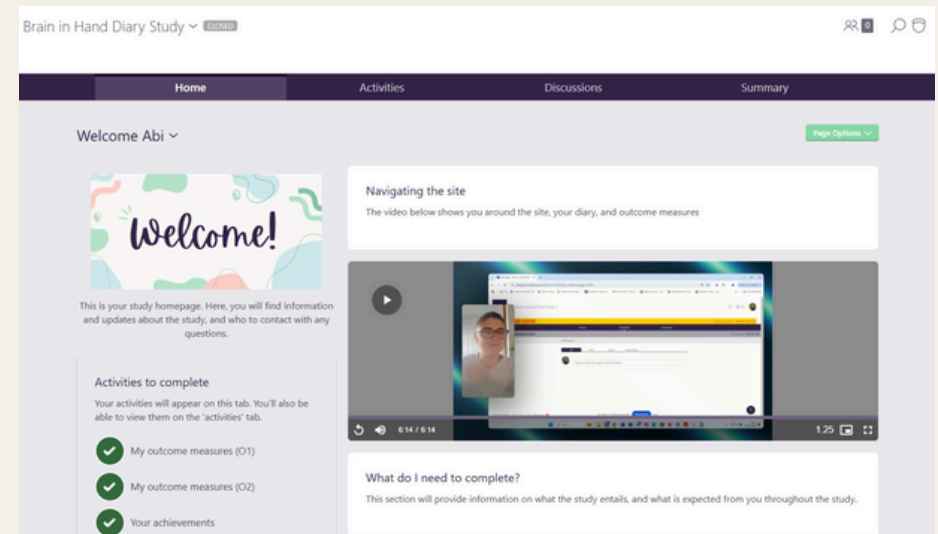 Brain in Hand Diary Study CLOSED
Home Activities Discussions Summary
Welcome Abi
Page Options
Welcome!
This is your study homepage. Here, you will find information
and updates about the study, and who to contact with any
questions.
Activities to complete
Your activities will appear on this tab. You'll also be
able to view them on the 'activities' tab.
My outcome measures (O1)
My outcome measures (O2)
Your achievements
Navigating the site
The video below shows you around the site, your diary, and outcome measures
6:14 / 6:14
1.25
What do I need to complete?
This section will provide information on what the study entails, and what is expected from you throughout the study.